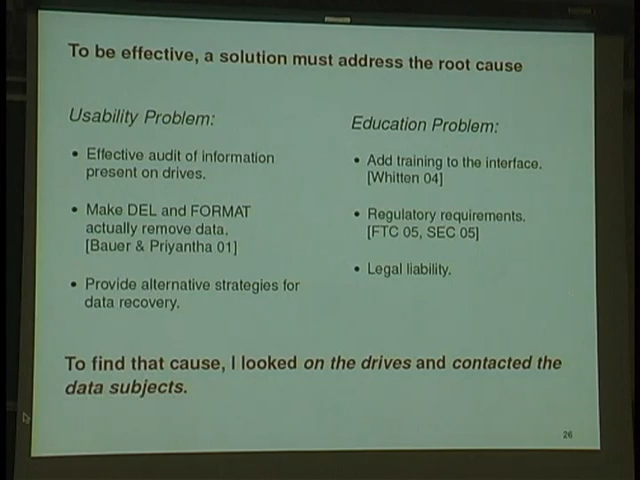 To be effective, a solution must address the root cause
Usability Problem:
• Effective audit of information
present on drives.
• Make DEL and FORMAT
actually remove data.
[Bauer & Priyantha 01]
• Provide alternative strategies for
data recovery.
Education Problem:
• Add training to the interface.
[Whitten 04]
• Regulatory requirements.
[FTC 05, SEC 05]
• Legal liability.
To find that cause, I looked on the drives and contacted the
data subjects.
26